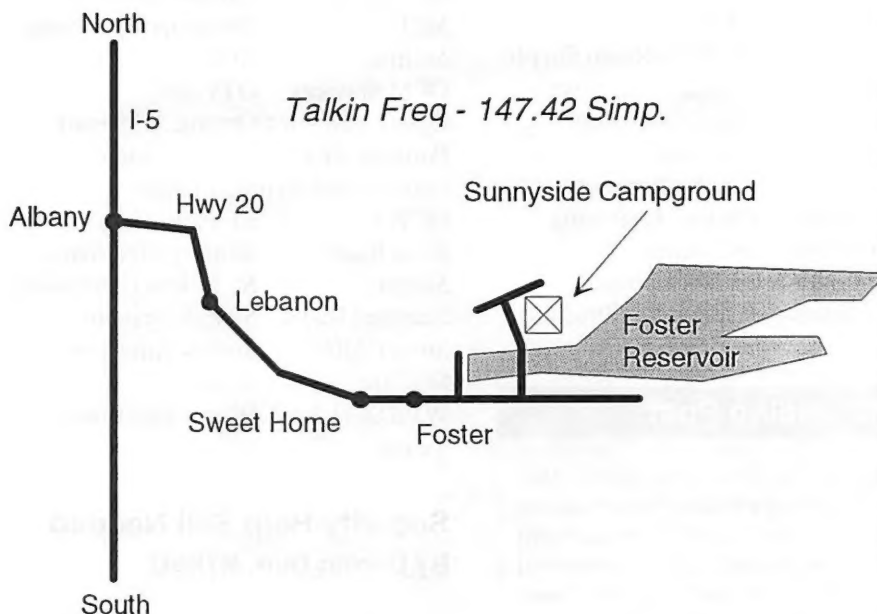 North
I-5
Talkin Freq - 147.42 Simp.
Sunnyside Campground
Hwy 20
Albany
Lebanon
Foster
Reservoir
Sweet Home
Foster
South